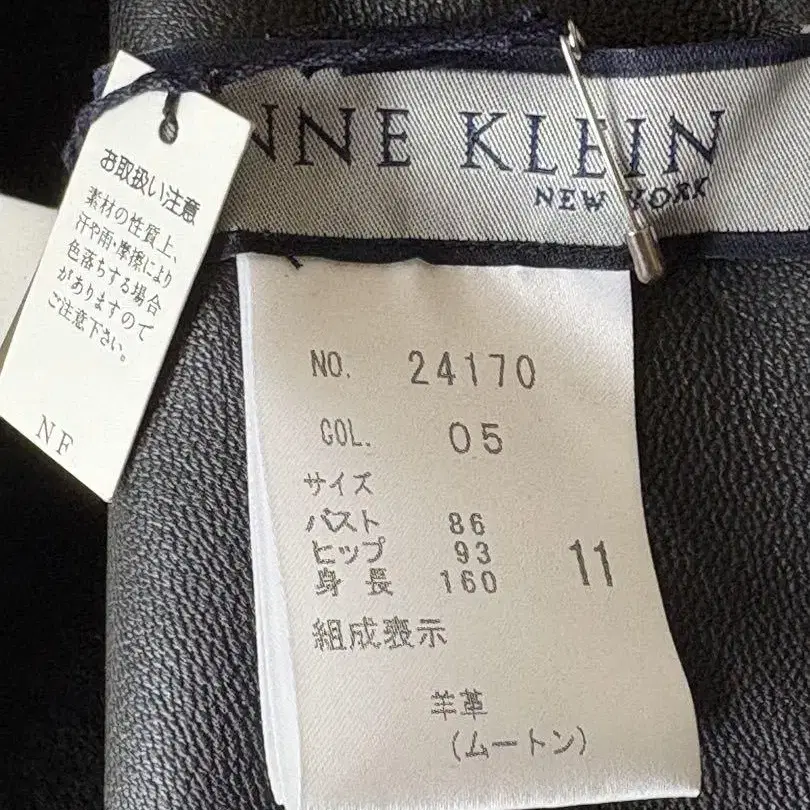 NNE KLEIN
NEW YORK
お取扱い注意
素材の性質上、
汗や雨・摩擦により
色落ちする場合
がありますので
ご注意下さい。
NF
NO. 24170
COL. 05
サイズ
バスト 86
ヒップ 93
身長 160
11
組成表示
羊革
(ムートン)